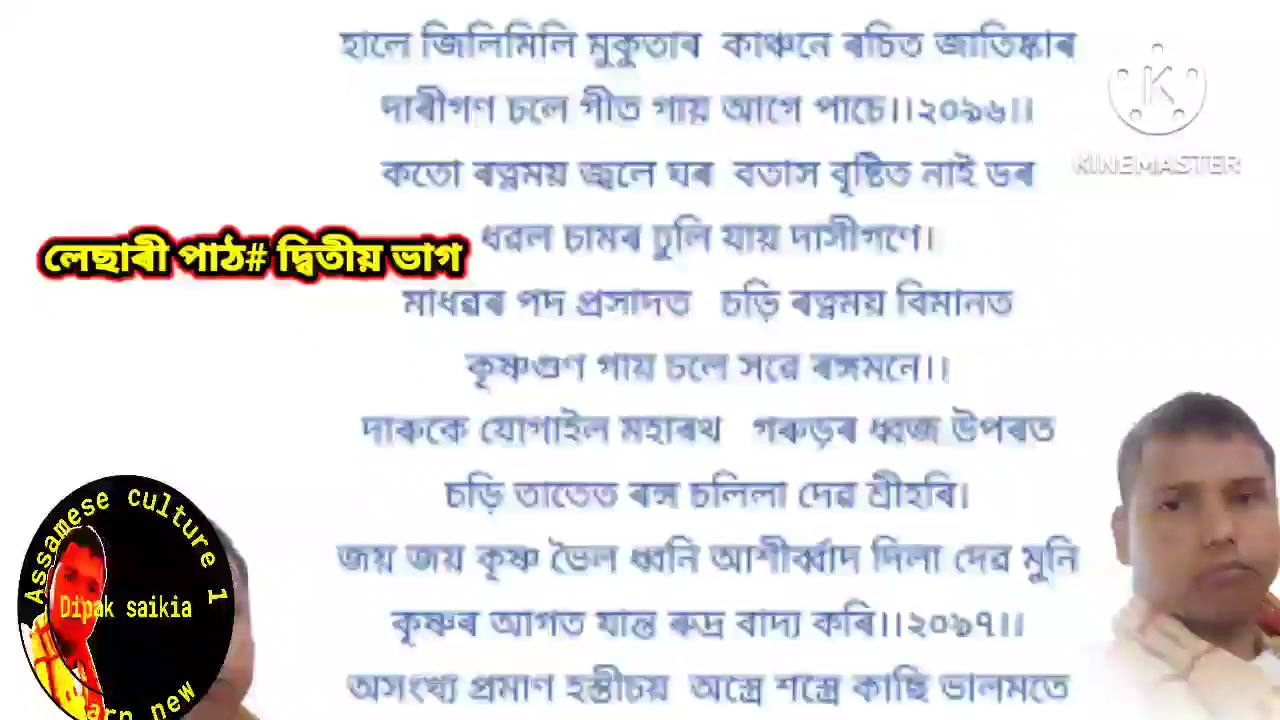 হালে জিলিমিলি মুকুতাৰ কাঞ্চনে ৰচিত জাতিষ্কাৰ
দাৰীগণ চলে গীত গায় আগে পাচে।।২০৯৬।।
কতো ৰত্নময় জ্বলে ঘৰ বতাস বৃষ্টিত নাই ডৰ
ধৱল চামৰ ঢুলি যায় দাসীগণে।
মাধৱৰ পদ প্ৰসাদত চড়ি ৰত্নময় বিমানত
কৃষ্ণগুণ গায় চলে সৱে ৰঙ্গমনে।।
দাৰুকে যোগাইল মহাৰথ গৰুড়ৰ ধ্বজ উপৰত
চড়ি তাতেত ৰঙ্গ চলিলা দেৱ শ্ৰীহৰি।
জয় জয় কৃষ্ণ ভৈল ধ্বনি আশীৰ্ব্বাদ দিলা দেৱ মুনি
কৃষ্ণৰ আগত যান্ত ৰুদ্ৰ বাদ্য কৰি।।২০৯৭।।
অসংখ্য প্ৰমাণ হস্তীচয় অস্ত্ৰে শস্ত্ৰে কাছি ভালমতে
লেছাৰী পাঠ# দ্বিতীয় ভাগ
KINEMASTER
Assamese culture 1
Dipak saikia
new